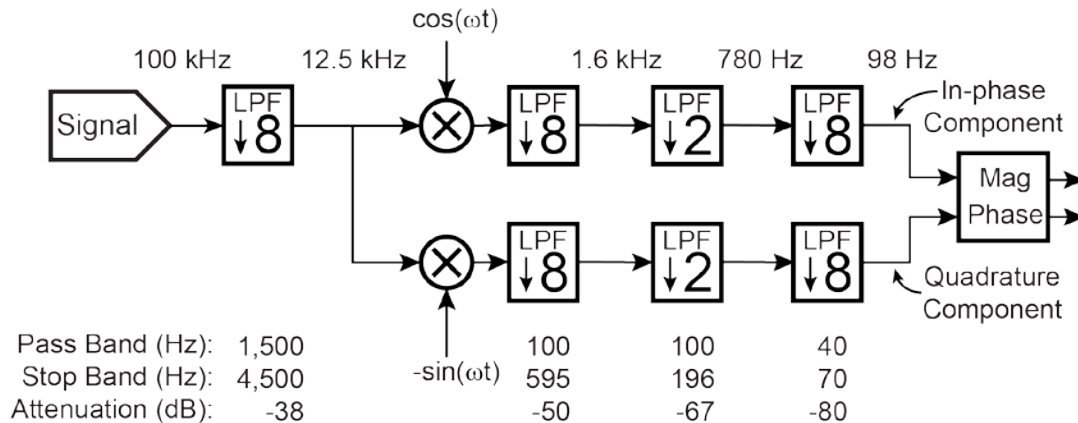 cos(ωt)
100 kHz 12.5 kHz 1.6 kHz 780 Hz 98 Hz
Signal
LPF
↓8
LPF
↓8
LPF
↓2
LPF
↓8
In-phase
Component
Mag
Phase
LPF
↓8
LPF
↓2
LPF
↓8
Quadrature
Component
-sin(ωt)
Pass Band (Hz): 1,500 100 100 40
Stop Band (Hz): 4,500 595 196 70
Attenuation (dB): -38 -50 -67 -80